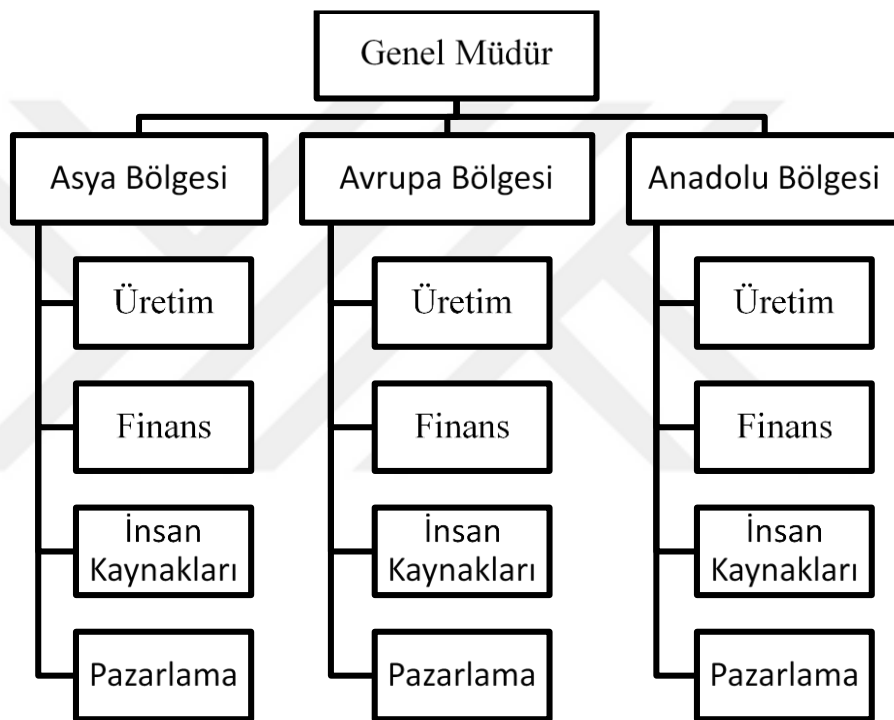 Genel Müdür
Asya Bölgesi
Avrupa Bölgesi
Anadolu Bölgesi
Üretim
Üretim
Üretim
Finans
Finans
Finans
İnsan
Kaynakları
İnsan
Kaynakları
İnsan
Kaynakları
Pazarlama
Pazarlama
Pazarlama